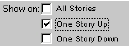 Show on: All Stories
One Story Up
One Story Down